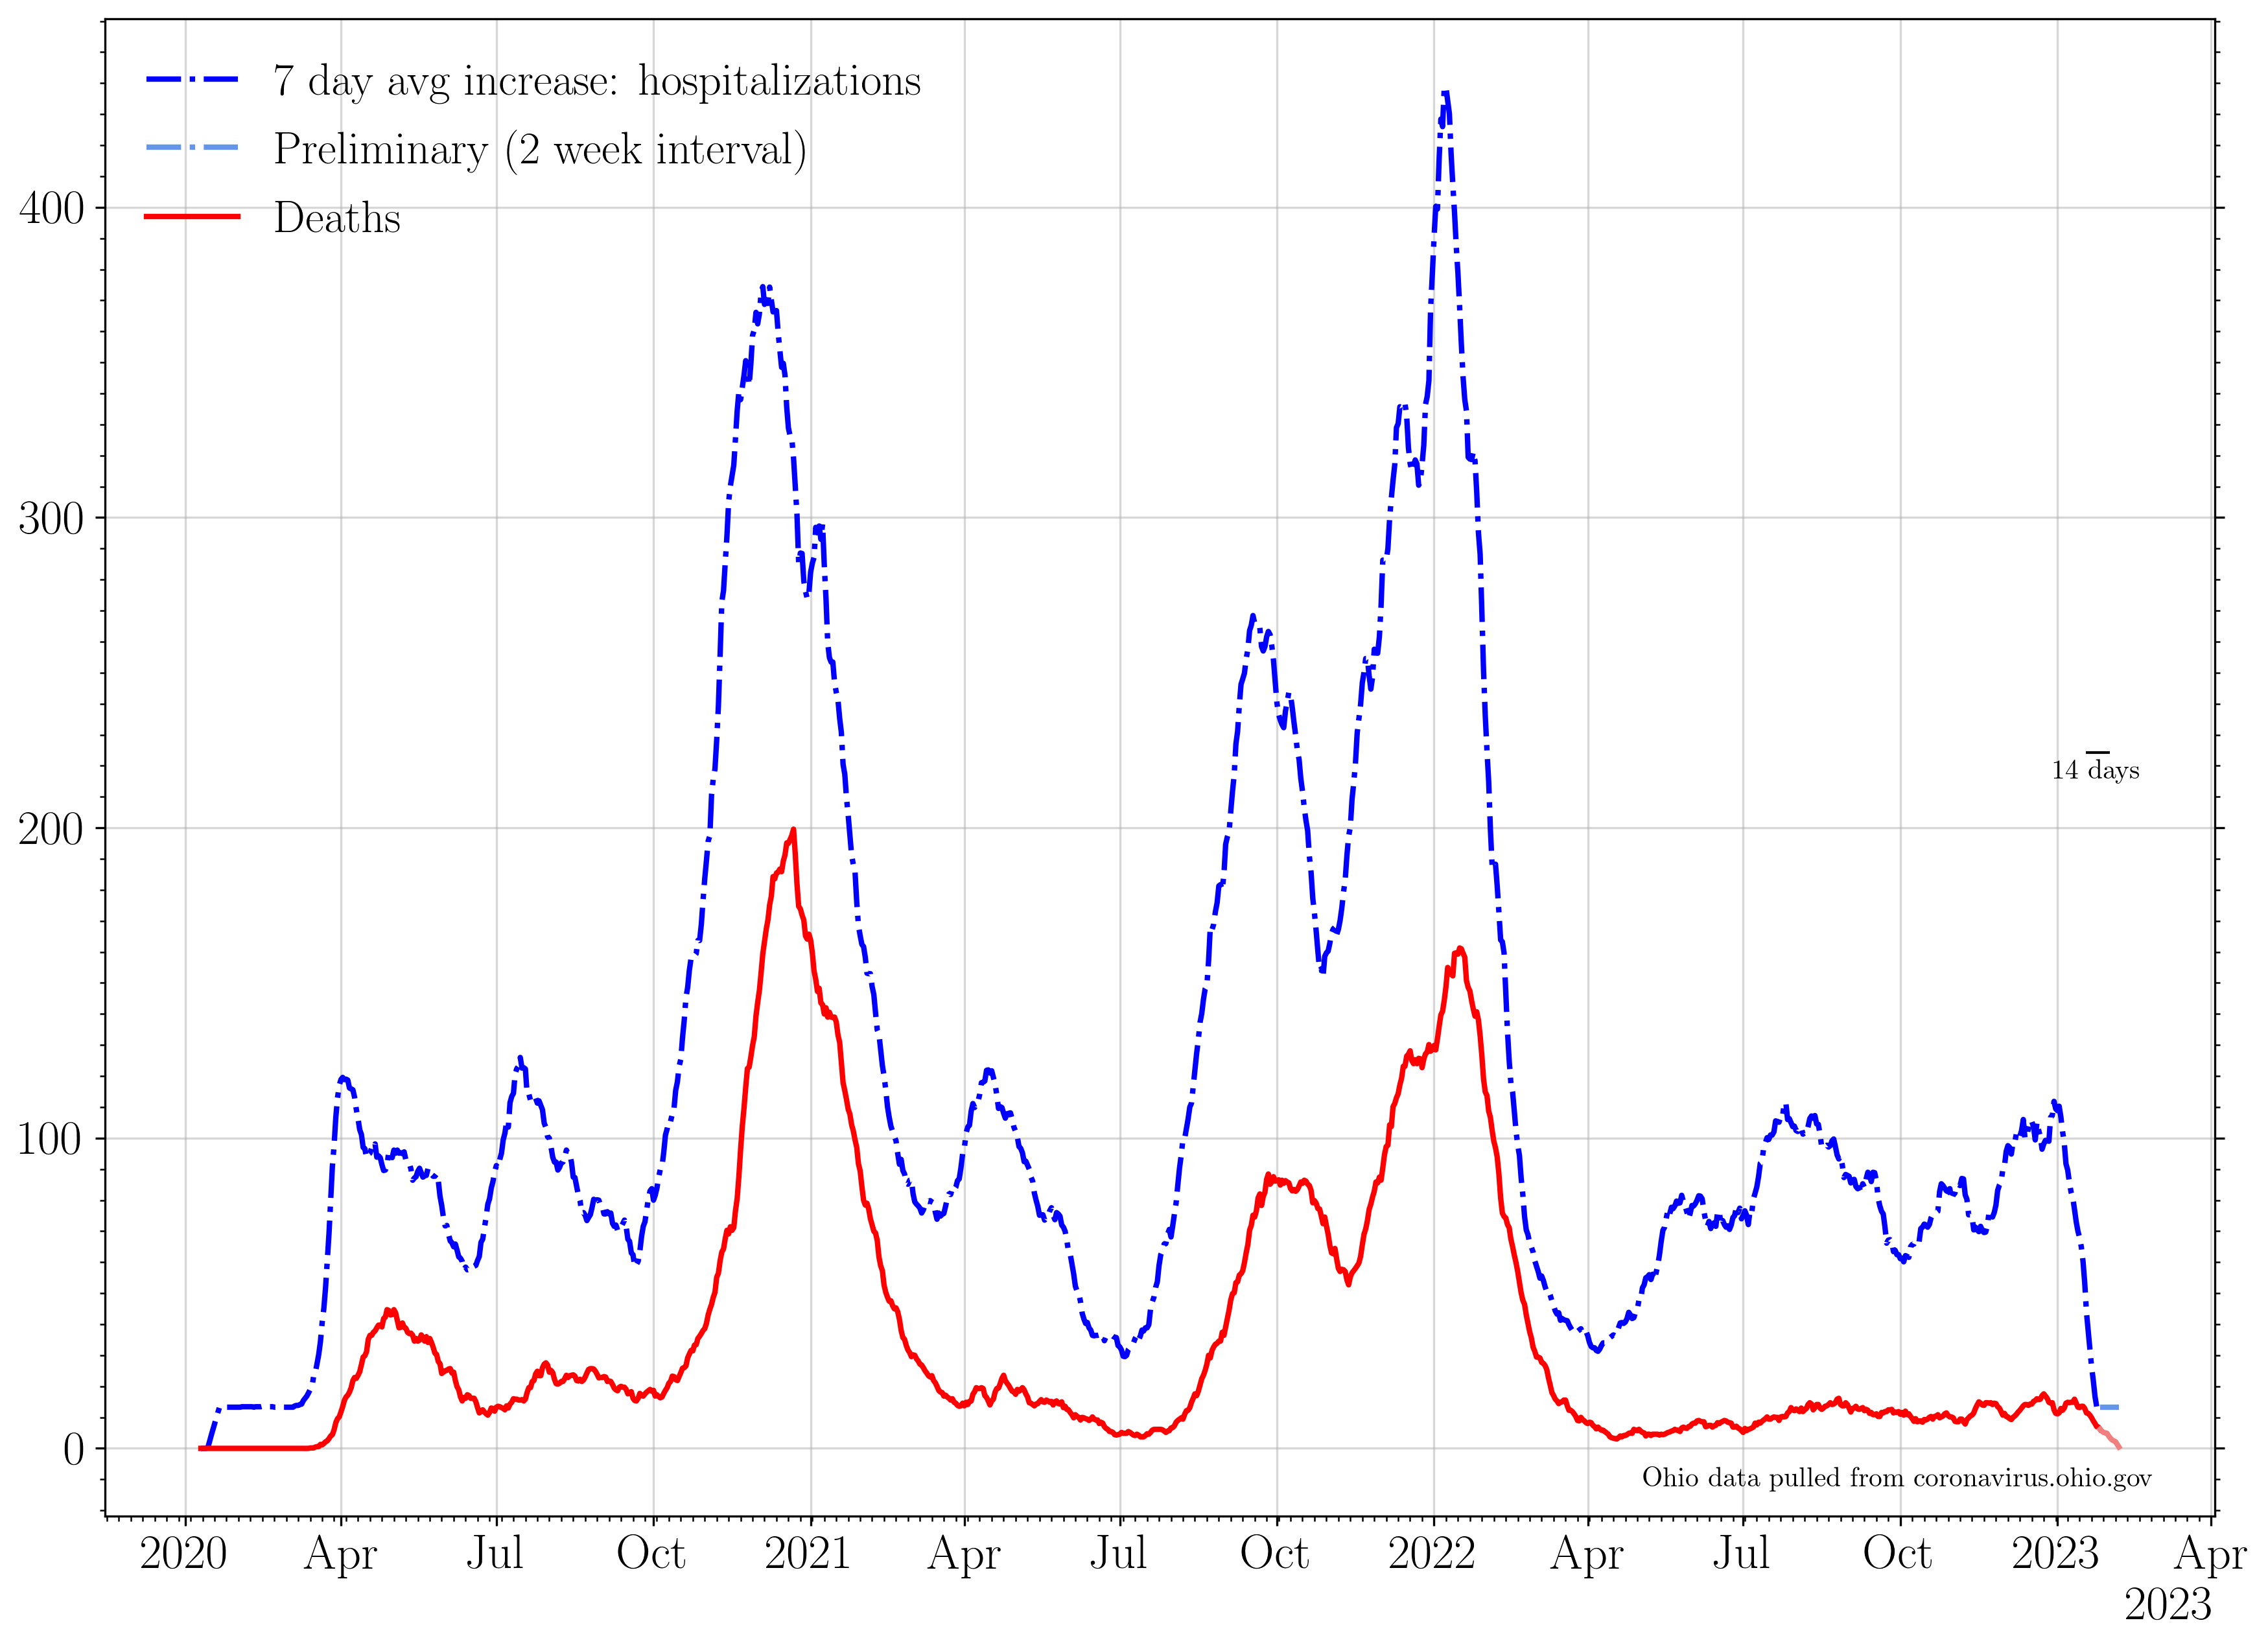 7 day avg increase: hospitalizations
Preliminary (2 week interval)
Deaths
400
300
200
100
0
14 days
Ohio data pulled from coronavirus.ohio.gov
2020 Apr Jul Oct 2021 Apr Jul Oct 2022 Apr Jul Oct 2023 Apr
2023